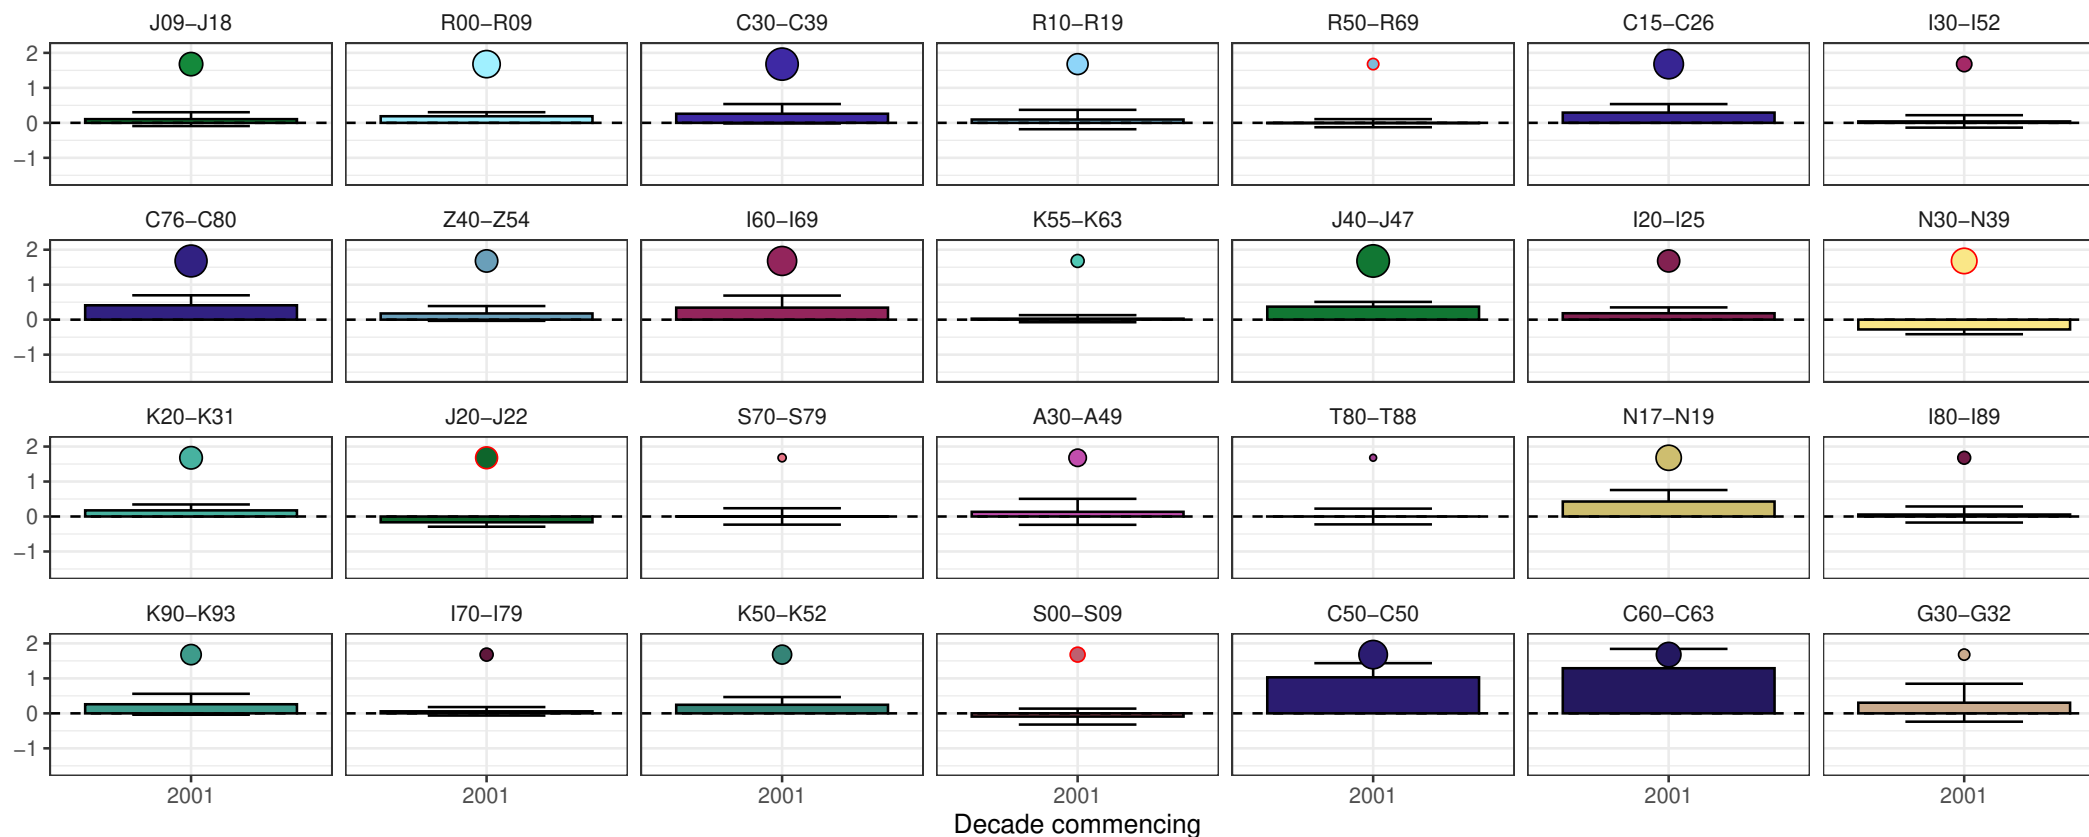 J09−J18 R00−R09 C30−C39 R10−R19 R50−R69 C15−C26 I30−I52
2
1
0
−1
C76−C80 Z40−Z54 I60−I69 K55−K63 J40−J47 I20−I25 N30−N39
2
1
0
−1
K20−K31 J20−J22 S70−S79 A30−A49 T80−T88 N17−N19 I80−I89
2
1
0
−1
K90−K93 I70−I79 K50−K52 S00−S09 C50−C50 C60−C63 G30−G32
2
1
0
−1
2001 2001 2001 2001 2001 2001 2001
Decade commencing